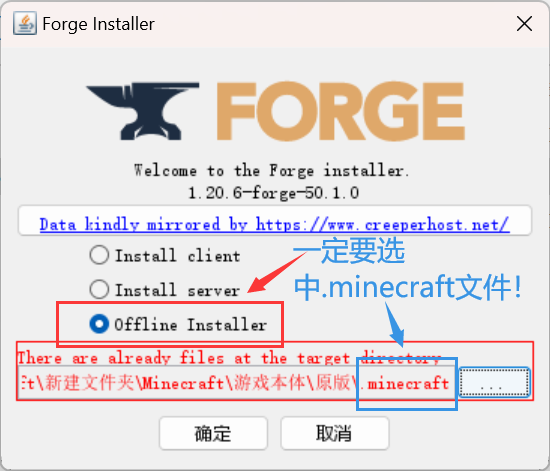 Forge Installer
FORGE
Welcome to the Forge installer.
1.20.6-forge-50.1.0
Data kindly mirrored by https://www.creeperhost.net/
Install client
一定要选
Install server
中.minecraft文件！
Offline Installer
There are already files at the target directory
ft\新建文件夹\Minecraft\游戏本体\原版\.minecraft
...
确定
取消